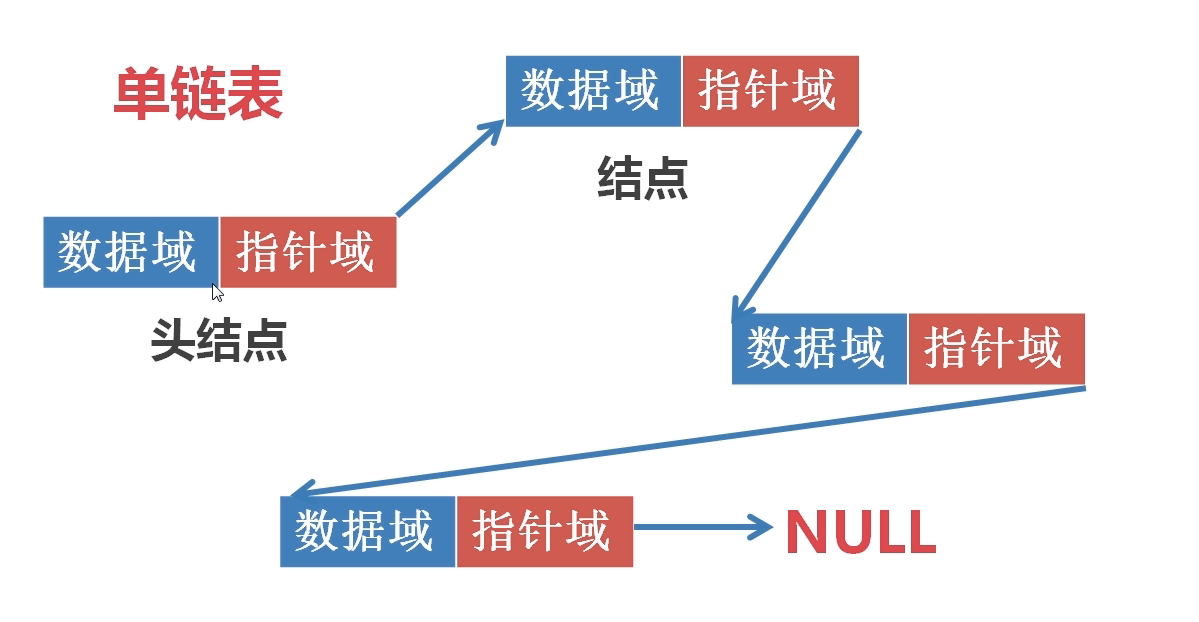 单链表
数据域 指针域
结点
数据域 指针域
头结点
数据域 指针域
数据域 指针域
NULL